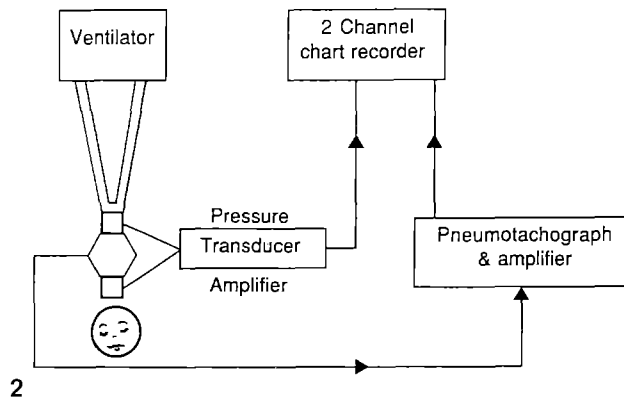 Ventilator
2 Channel
chart recorder
Pressure
Transducer
Amplifier
Pneumotachograph
& amplifier
2